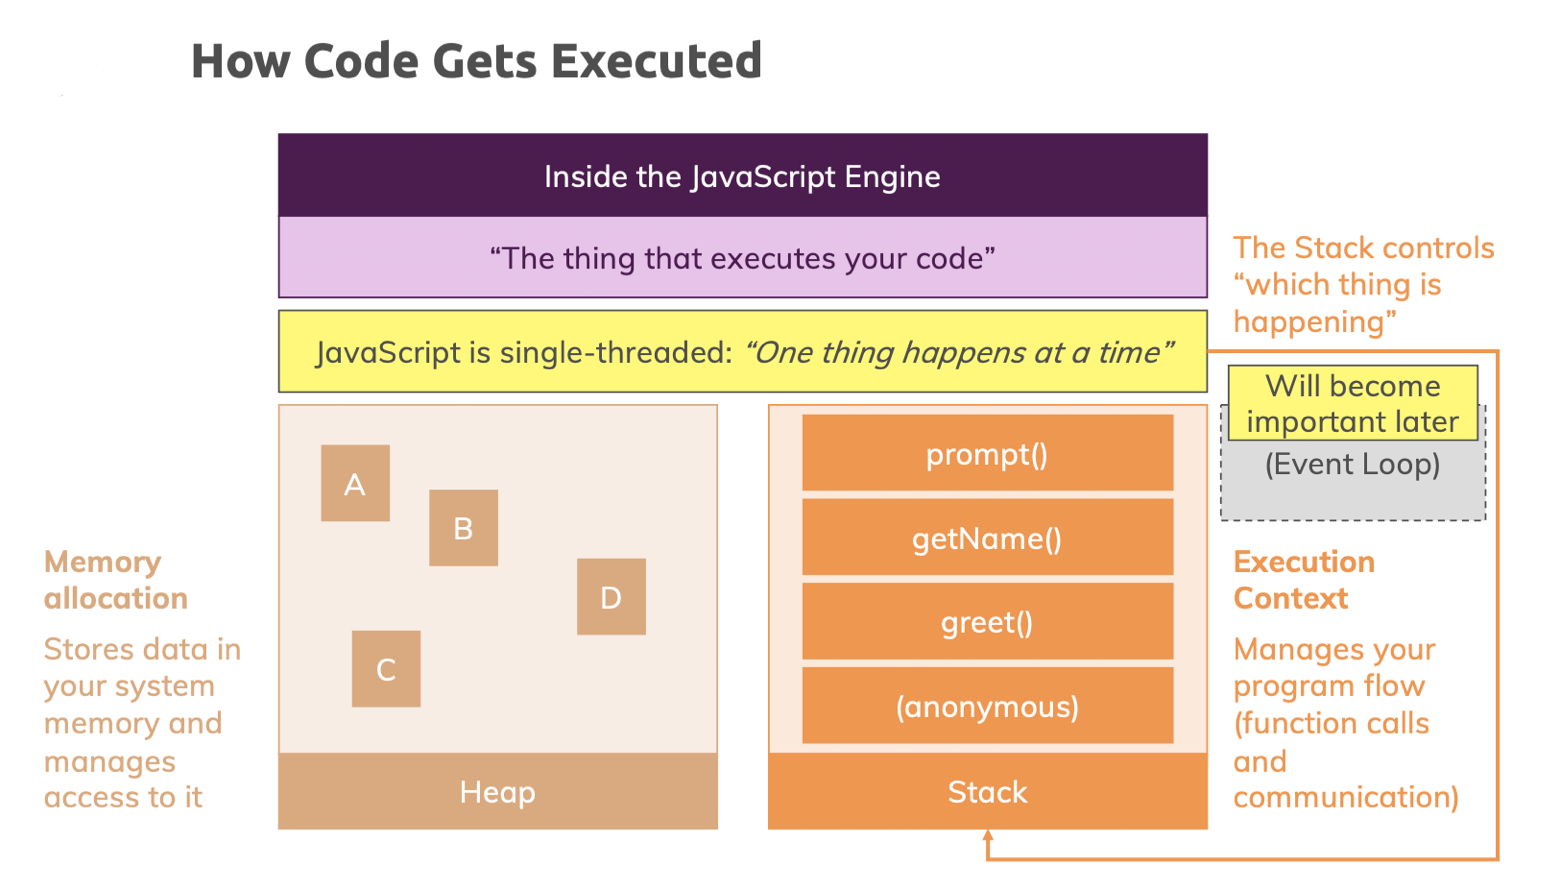 How Code Gets Executed
Inside the JavaScript Engine
“The thing that executes your code”
The Stack controls
“which thing is
happening”
JavaScript is single-threaded: “One thing happens at a time”
Will become
important later
(Event Loop)
A
B
D
C
Memory
allocation
Stores data in
your system
memory and
manages
access to it
Heap
prompt()
getName()
greet()
(anonymous)
Stack
Execution
Context
Manages your
program flow
(function calls
and
communication)